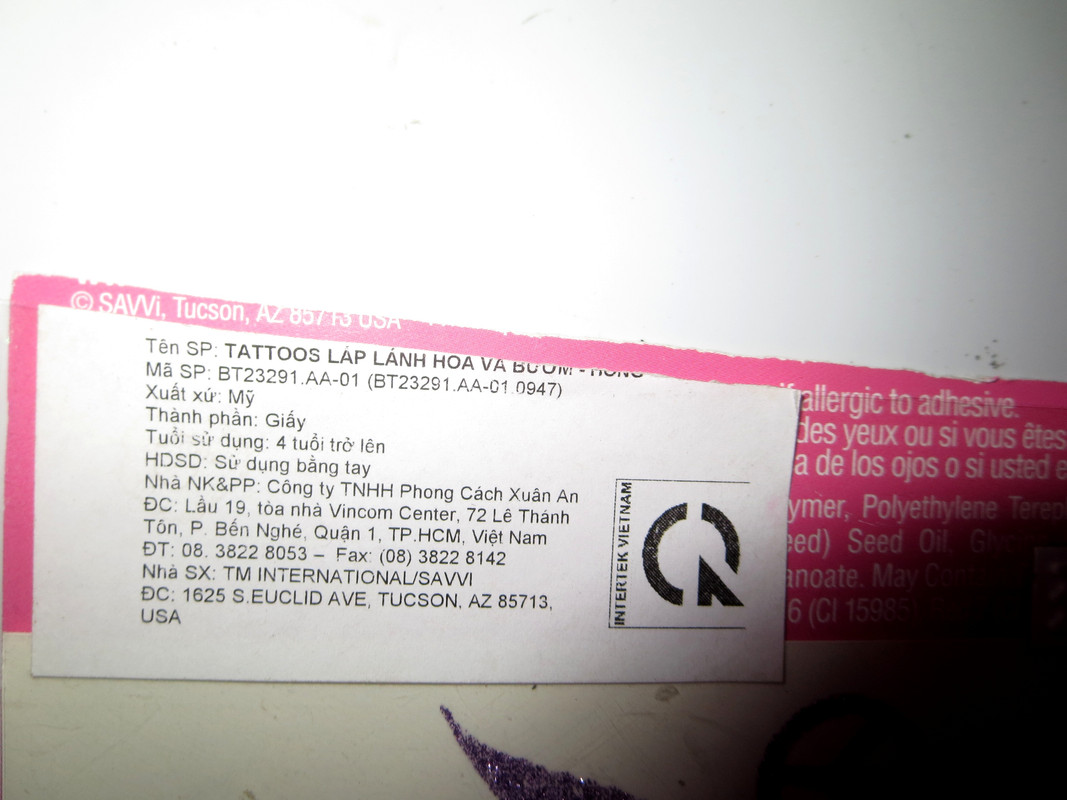 © SAVVi, Tucson, AZ 85713 USA
Tên SP: TATTOOS LẤP LÁNH HOA VÀ BƯỚM - HỒNG
Mã SP: BT23291.AA-01 (BT23291.AA-01.0947)
Xuất xứ: Mỹ
Thành phần: Giấy
Tuổi sử dụng: 4 tuổi trở lên
HDSD: Sử dụng bằng tay
Nhà NK&PP: Công ty TNHH Phong Cách Xuân An
ĐC: Lầu 19, tòa nhà Vincom Center, 72 Lê Thánh
Tôn, P. Bến Nghé, Quận 1, TP.HCM, Việt Nam
ĐT: 08. 3822 8053 – Fax: (08) 3822 8142
Nhà SX: TM INTERNATIONAL/SAVVI
ĐC: 1625 S.EUCLID AVE, TUCSON, AZ 85713,
USA
INTERTEK VIETNAM
if allergic to adhesive.
des yeux ou si vous êtes
a de los ojos o si usted
Polyethylene
Seed Oil,
May
6 (CI 15985)